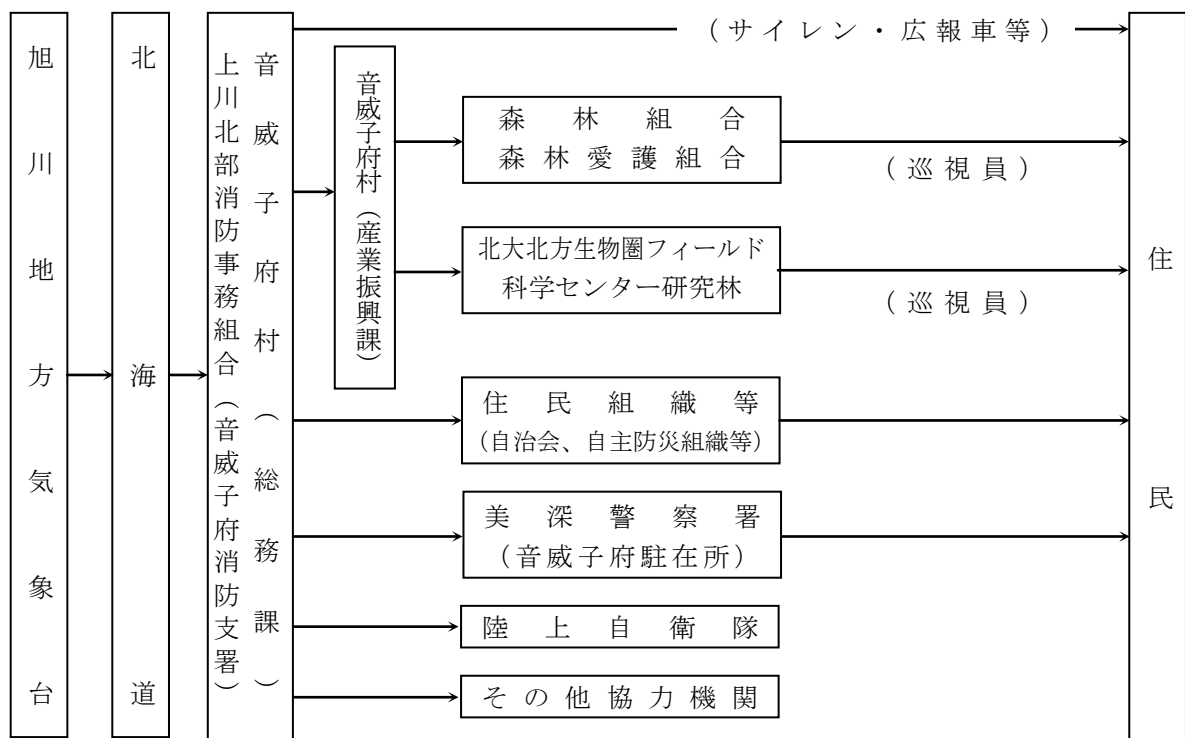 旭川地方気象台
北海道
音威子府村(総務課)
上川北部消防事務組合(音威子府消防支署)
(サイレン・広報車等)
音威子府村(産業振興課)
森林組合
森林愛護組合
(巡視員)
北大北方生物圏フィールド
科学センター研究林
(巡視員)
住民組織等
(自治会、自主防災組織等)
美深警察署
(音威子府駐在所)
陸上自衛隊
その他協力機関
住民